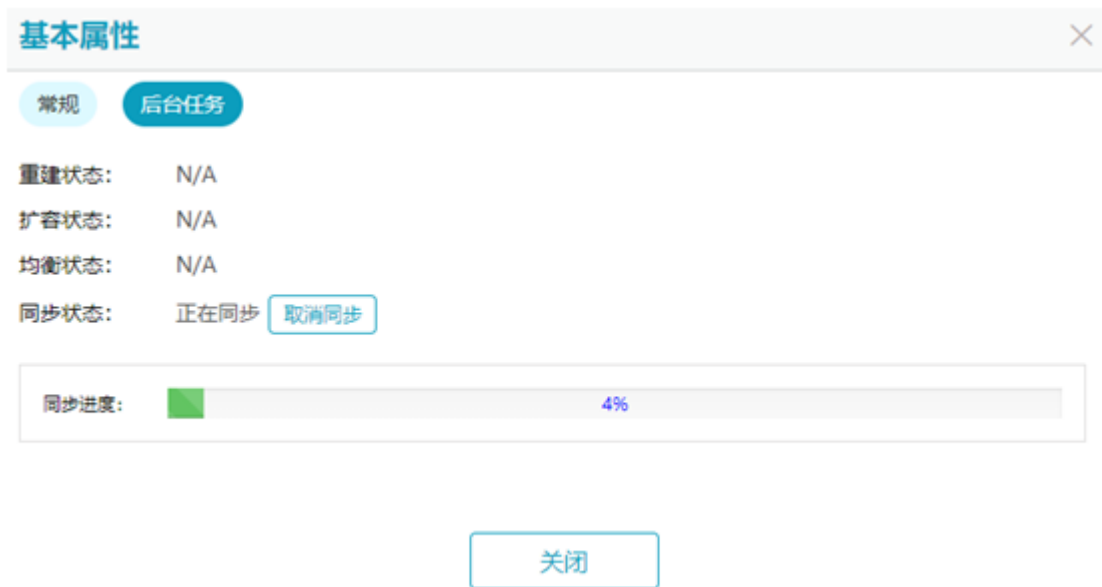 基本属性
常规 后台任务
重建状态： N/A
扩容状态： N/A
均衡状态： N/A
同步状态： 正在同步 取消同步
同步进度： 4%
关闭